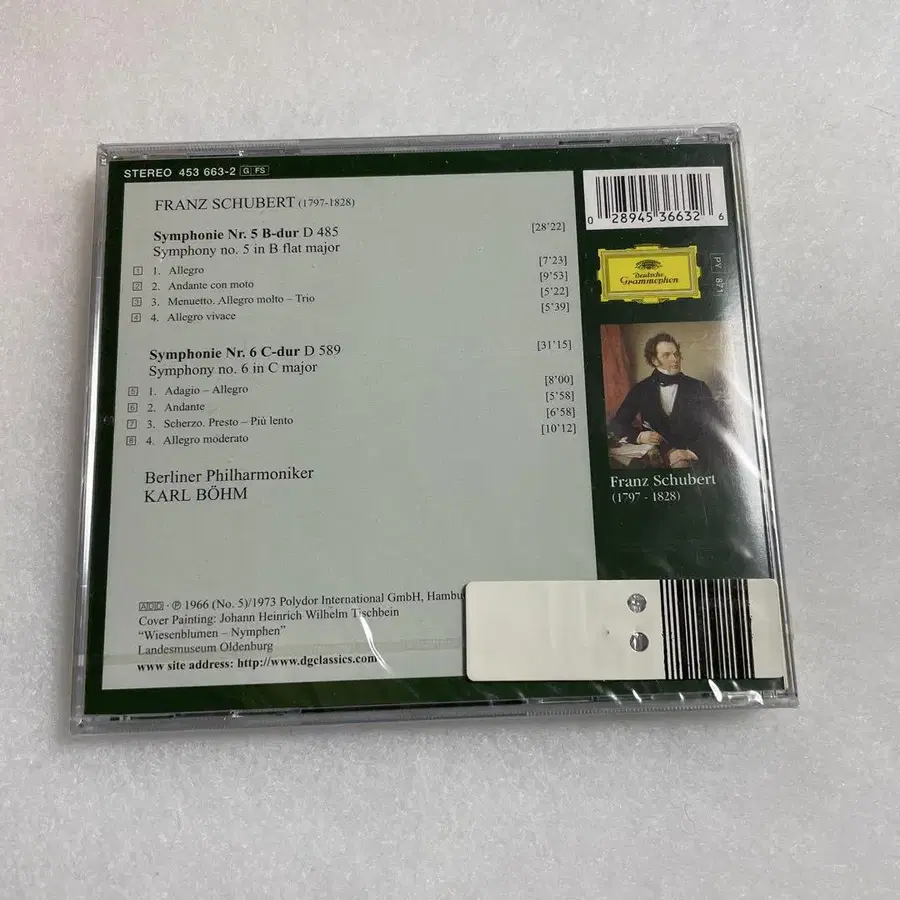 STEREO 453 663-2 G FS
FRANZ SCHUBERT (1797-1828)
Symphonie Nr. 5 B-dur D 485 [28'22]
Symphony no. 5 in B flat major
1 1. Allegro [7'23]
2 2. Andante con moto [9'53]
3 3. Menuetto. Allegro molto – Trio [5'22]
4 4. Allegro vivace [5'39]
Symphonie Nr. 6 C-dur D 589 [31'15]
Symphony no. 6 in C major
5 1. Adagio – Allegro [8'00]
6 2. Andante [5'58]
7 3. Scherzo. Presto – Più lento [6'58]
8 4. Allegro moderato [10'12]
Berliner Philharmoniker
KARL BÖHM
ADD · ℗ 1966 (No. 5)/1973 Polydor International GmbH, Hambu
Cover Painting: Johann Heinrich Wilhelm Tischbein
“Wiesenblumen – Nymphen”
Landesmuseum Oldenburg
www site address: http://www.dgclassics.com
0 28945 36632 6
Deutsche
Grammophon
PY 871
Franz Schubert
(1797 - 1828)